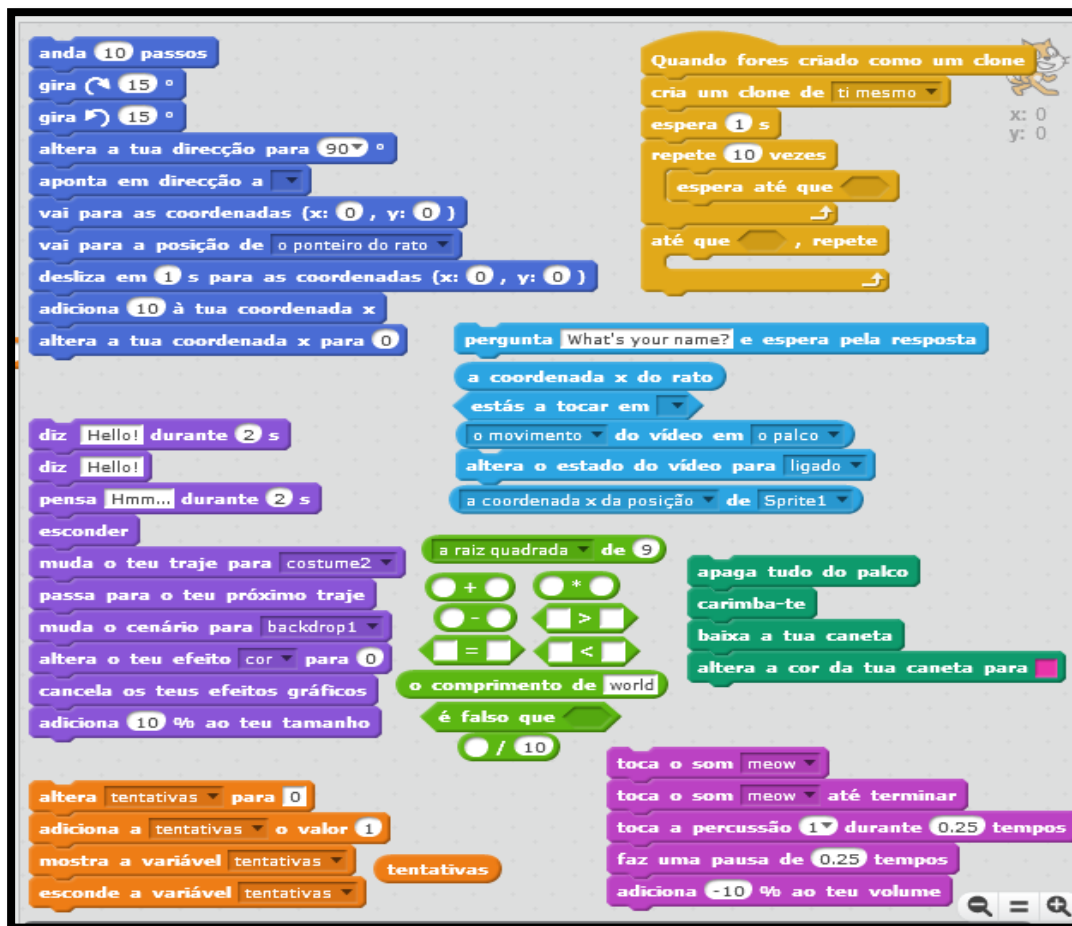 anda 10 passos
gira 15 °
gira 15 °
altera a tua direcção para 90 °
aponta em direcção a
vai para as coordenadas (x: 0 , y: 0 )
vai para a posição de o ponteiro do rato
desliza em 1 s para as coordenadas (x: 0 , y: 0 )
adiciona 10 à tua coordenada x
altera a tua coordenada x para 0
Quando fores criado como um clone
cria um clone de ti mesmo
espera 1 s
repete 10 vezes
espera até que
até que , repete
x: 0
y: 0
pergunta What's your name? e espera pela resposta
a coordenada x do rato
estás a tocar em
o movimento do vídeo em o palco
altera o estado do vídeo para ligado
a coordenada x da posição de Sprite1
diz Hello! durante 2 s
diz Hello!
pensa Hmm... durante 2 s
esconder
muda o teu traje para costume2
passa para o teu próximo traje
muda o cenário para backdrop1
altera o teu efeito cor para 0
cancela os teus efeitos gráficos
adiciona 10 % ao teu tamanho
a raiz quadrada de 9
+
*
-
>
=
<
o comprimento de world
é falso que
/ 10
apaga tudo do palco
carimba-te
baixa a tua caneta
altera a cor da tua caneta para
altera tentativas para 0
adiciona a tentativas o valor 1
mostra a variável tentativas
esconde a variável tentativas
tentativas
toca o som meow
toca o som meow até terminar
toca a percussão 1 durante 0.25 tempos
faz uma pausa de 0.25 tempos
adiciona -10 % ao teu volume